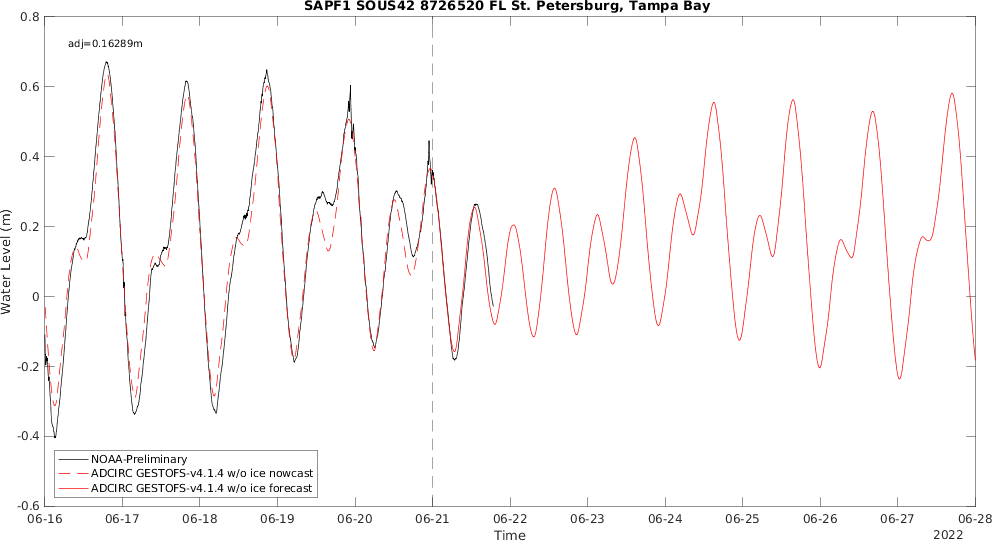 SAPF1 SOUS42 8726520 FL St. Petersburg, Tampa Bay
0.8
adj=0.16289m
0.6
0.4
0.2
0
-0.2
-0.4
-0.6
Water Level (m)
NOAA-Preliminary
ADCIRC GESTOFS-v4.1.4 w/o ice nowcast
ADCIRC GESTOFS-v4.1.4 w/o ice forecast
06-16 06-17 06-18 06-19 06-20 06-21 06-22 06-23 06-24 06-25 06-26 06-27 06-28
Time 2022